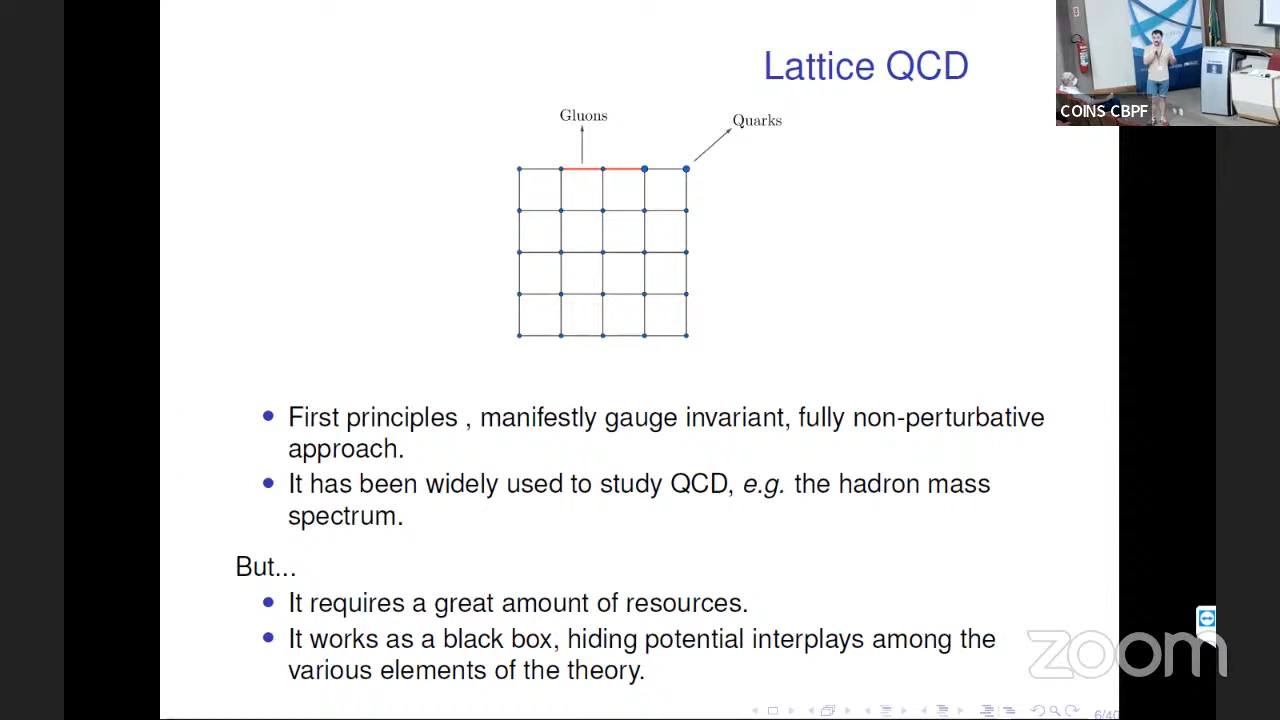 Lattice QCD
COINS CBPF
Gluons
Quarks
First principles , manifestly gauge invariant, fully non-perturbative
approach.
It has been widely used to study QCD, e.g. the hadron mass
spectrum.
But...
It requires a great amount of resources.
It works as a black box, hiding potential interplays among the
various elements of the theory.
zoom
6/40